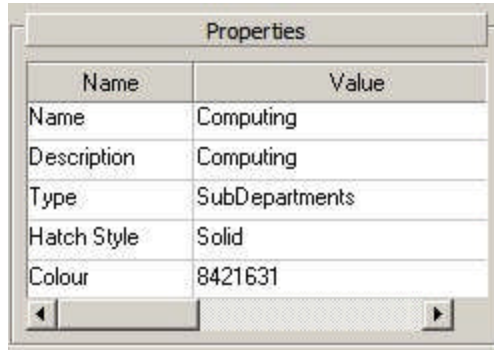 Properties
Name Value
Name Computing
Description Computing
Type SubDepartments
Hatch Style Solid
Colour 8421631